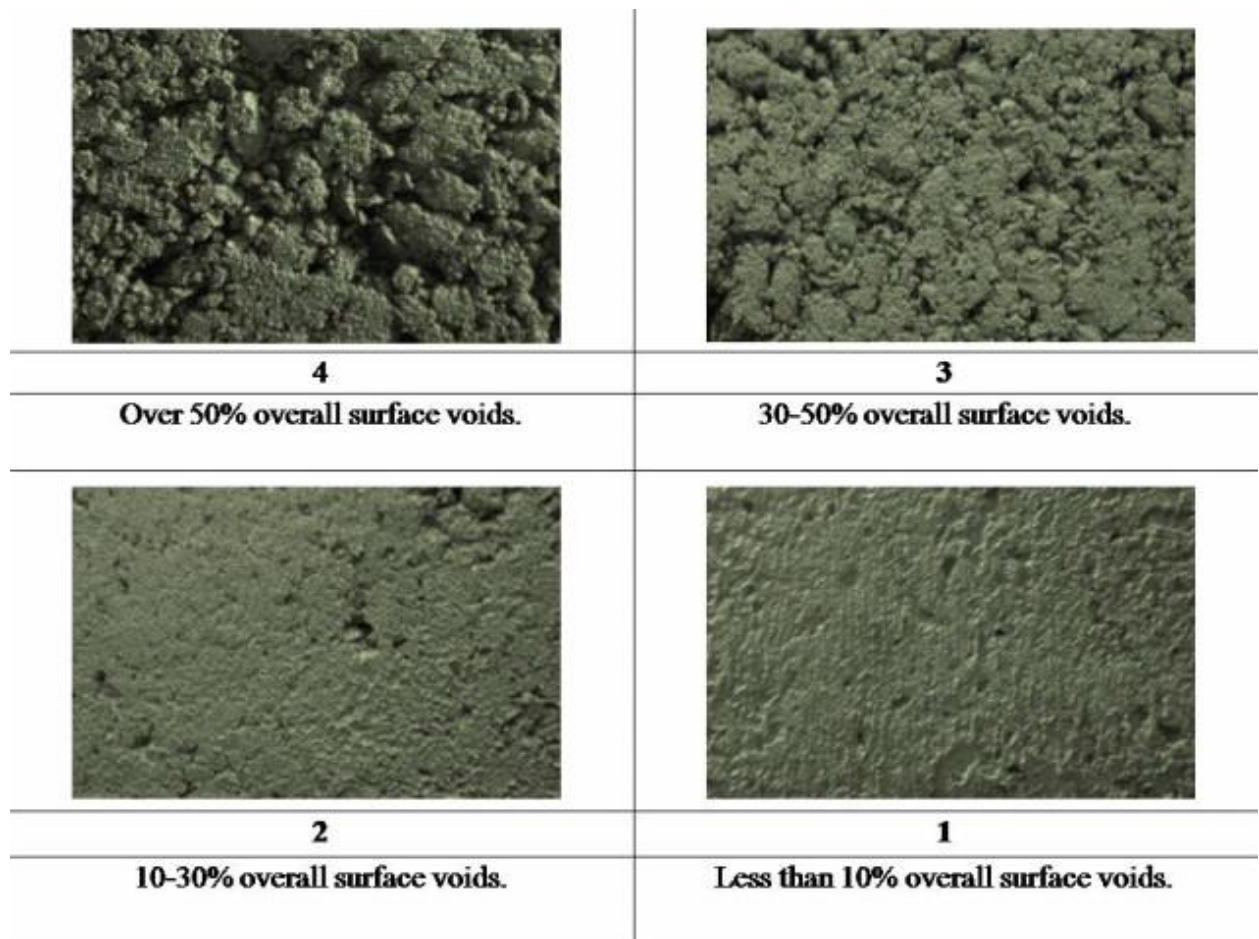 4
3
Over 50% overall surface voids.
30-50% overall surface voids.
2
1
10-30% overall surface voids.
Less than 10% overall surface voids.